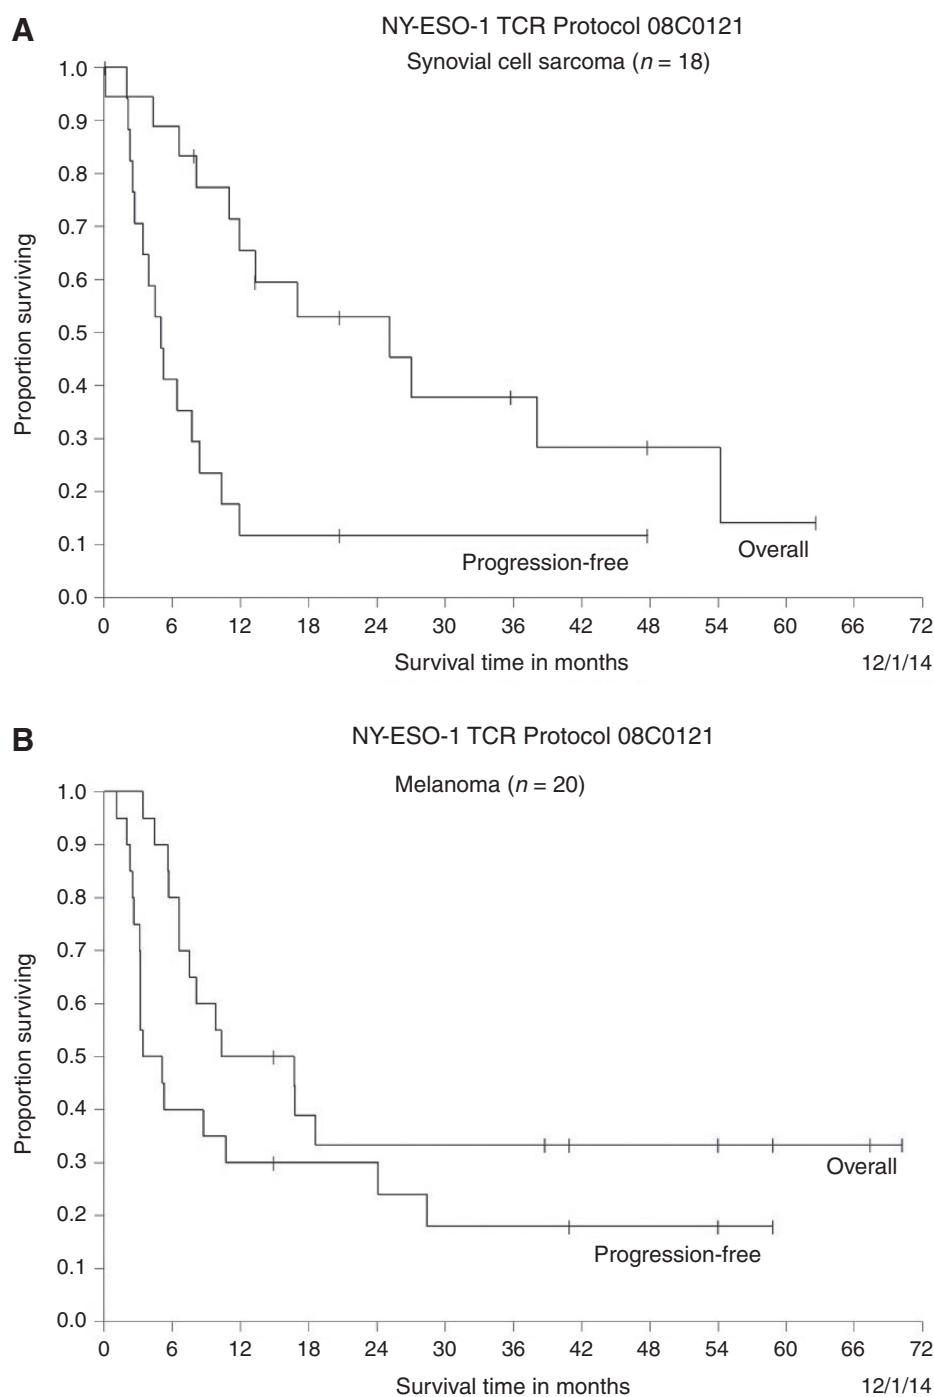 A
NY-ESO-1 TCR Protocol 08C0121
Synovial cell sarcoma (n = 18)
Proportion surviving
1.0
0.9
0.8
0.7
0.6
0.5
0.4
0.3
0.2
0.1
0.0
Progression-free
Overall
0 6 12 18 24 30 36 42 48 54 60 66 72
Survival time in months
12/1/14
B
NY-ESO-1 TCR Protocol 08C0121
Melanoma (n = 20)
Proportion surviving
1.0
0.9
0.8
0.7
0.6
0.5
0.4
0.3
0.2
0.1
0.0
Overall
Progression-free
0 6 12 18 24 30 36 42 48 54 60 66 72
Survival time in months
12/1/14